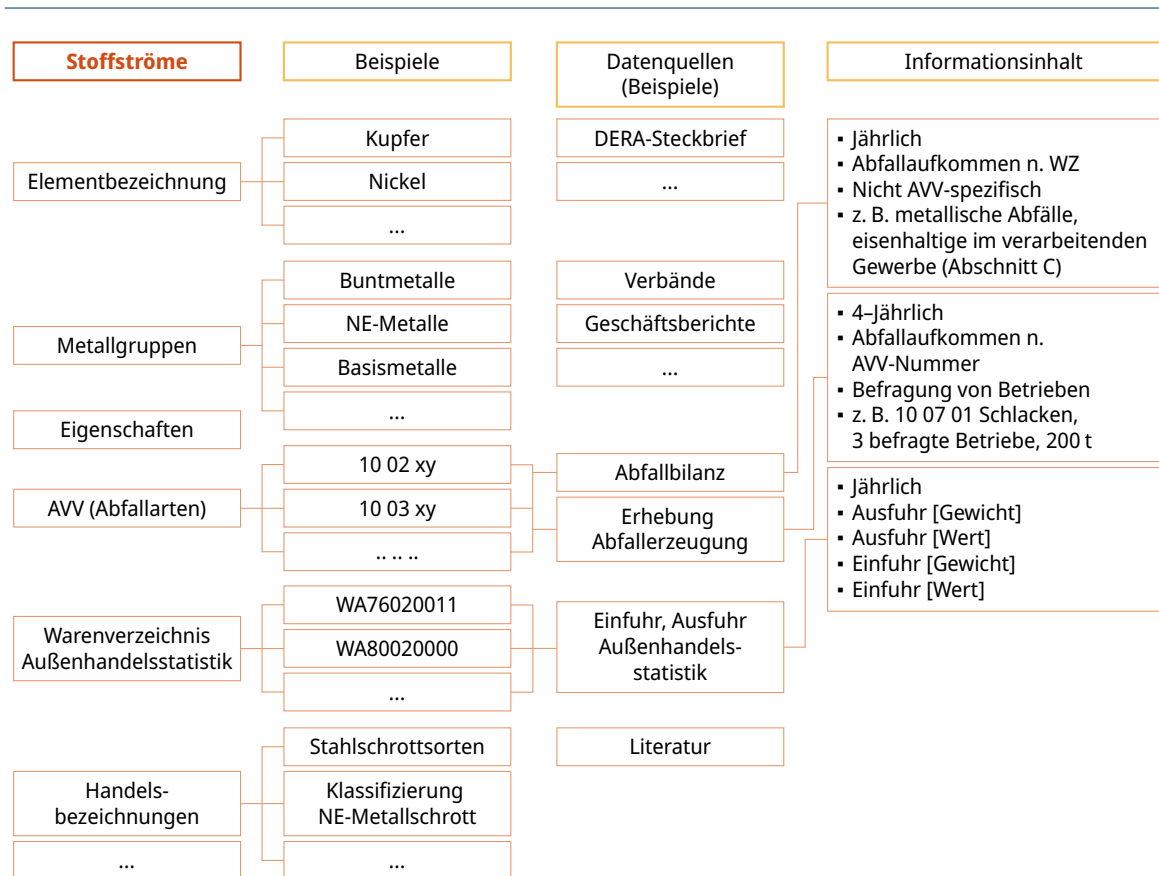 Stoffströme
Beispiele
Datenquellen
(Beispiele)
Informationsinhalt
Elementbezeichnung
Kupfer
Nickel
...
DERA-Steckbrief
...
▪ Jährlich
▪ Abfallaufkommen n. WZ
▪ Nicht AVV-spezifisch
▪ z. B. metallische Abfälle,
eisenhaltige im verarbeitenden
Gewerbe (Abschnitt C)
Metallgruppen
Buntmetalle
NE-Metalle
Basismetalle
...
Verbände
Geschäftsberichte
...
▪ 4–Jährlich
▪ Abfallaufkommen n.
AVV-Nummer
▪ Befragung von Betrieben
▪ z. B. 10 07 01 Schlacken,
3 befragte Betriebe, 200 t
Eigenschaften
AVV (Abfallarten)
10 02 xy
10 03 xy
.. .. ..
Abfallbilanz
Erhebung
Abfallerzeugung
▪ Jährlich
▪ Ausfuhr [Gewicht]
▪ Ausfuhr [Wert]
▪ Einfuhr [Gewicht]
▪ Einfuhr [Wert]
Warenverzeichnis
Außenhandelsstatistik
WA76020011
WA80020000
...
Einfuhr, Ausfuhr
Außenhandels-
statistik
Handels-
bezeichnungen
...
Stahlschrottsorten
Klassifizierung
NE-Metallschrott
...
Literatur